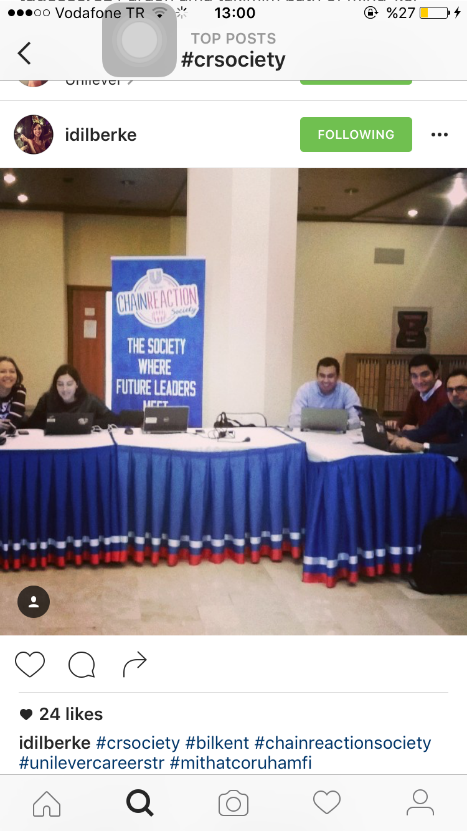 Vodafone TR 13:00 %27
TOP POSTS
#crsociety
Unilever
idilberke FOLLOWING
CHAINREACTION
Society
THE SOCIETY
WHERE
FUTURE LEADERS
MEET
24 likes
idilberke #crsociety #bilkent #chainreactionsociety
#unilevercareerstr #mithatcoruhamfi